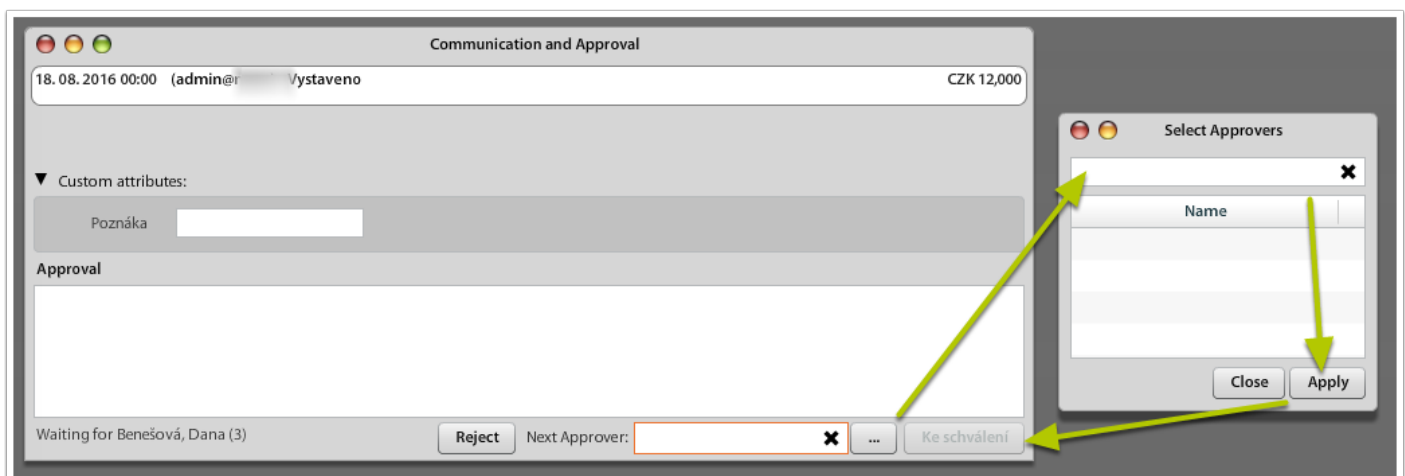 Communication and Approval
18. 08. 2016 00:00 (admin@ Vystaveno CZK 12,000
Custom attributes:
Poznáka
Approval
Waiting for Benešová, Dana (3) Reject Next Approver: ... Ke schválení
Select Approvers
Name
Close Apply